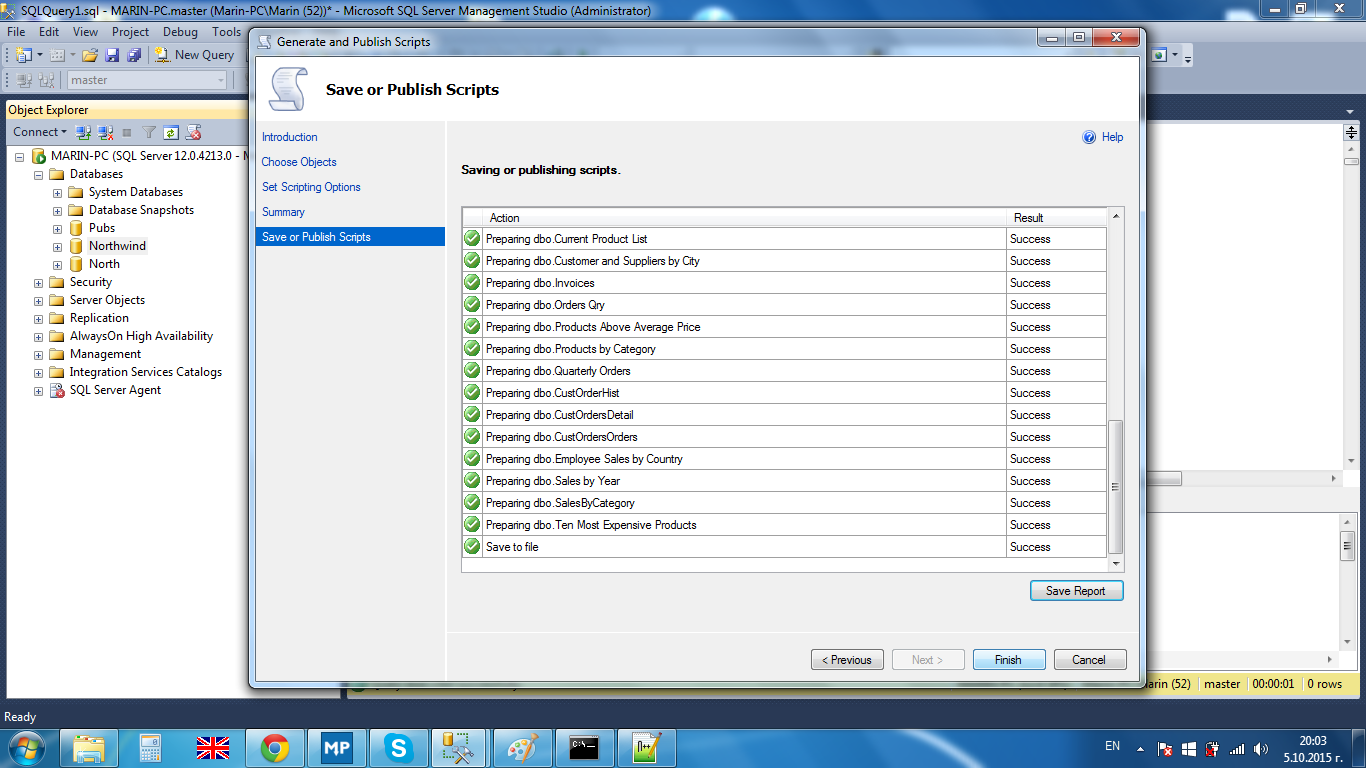 SQLQuery1.sql - MARIN-PC.master (Marin-PC\Marin (52))* - Microsoft SQL Server Management Studio (Administrator)
File Edit View Project Debug Tools
New Query
master
Object Explorer
Connect
MARIN-PC (SQL Server 12.0.4213.0 -
Databases
System Databases
Database Snapshots
Pubs
Northwind
North
Security
Server Objects
Replication
AlwaysOn High Availability
Management
Integration Services Catalogs
SQL Server Agent
Generate and Publish Scripts
Save or Publish Scripts
Introduction
Choose Objects
Set Scripting Options
Summary
Save or Publish Scripts
Help
Saving or publishing scripts.
Action Result
Preparing dbo.Current Product List Success
Preparing dbo.Customer and Suppliers by City Success
Preparing dbo.Invoices Success
Preparing dbo.Orders Qry Success
Preparing dbo.Products Above Average Price Success
Preparing dbo.Products by Category Success
Preparing dbo.Quarterly Orders Success
Preparing dbo.CustOrderHist Success
Preparing dbo.CustOrdersDetail Success
Preparing dbo.CustOrdersOrders Success
Preparing dbo.Employee Sales by Country Success
Preparing dbo.Sales by Year Success
Preparing dbo.SalesByCategory Success
Preparing dbo.Ten Most Expensive Products Success
Save to file Success
Save Report
< Previous Next > Finish Cancel
(52) master 00:00:01 0 rows
Ready
MP
C:\_
N++
EN
20:03
5.10.2015 г.